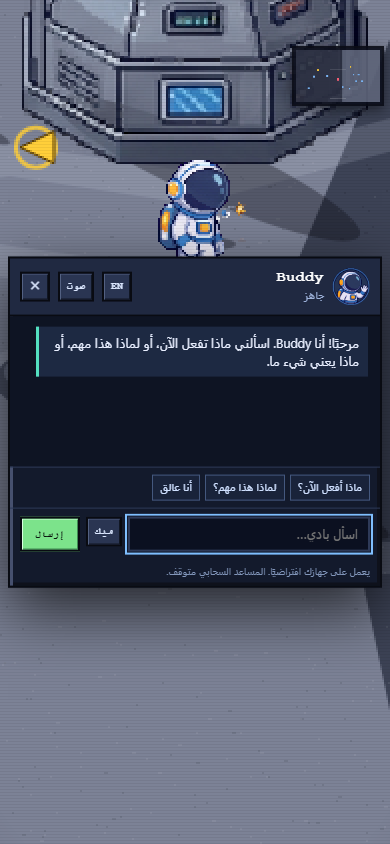 Buddy
جاهز
EN
صوت
×
مرحبًا! أنا Buddy. اسألني ماذا تفعل الآن، أو لماذا هذا مهم، أو
ماذا يعني شيء ما.
ماذا أفعل الآن؟
لماذا هذا مهم؟
أنا عالق
اسأل بادي...
ميك
إرسال
يعمل على جهازك افتراضيًا. المساعد السحابي متوقف.